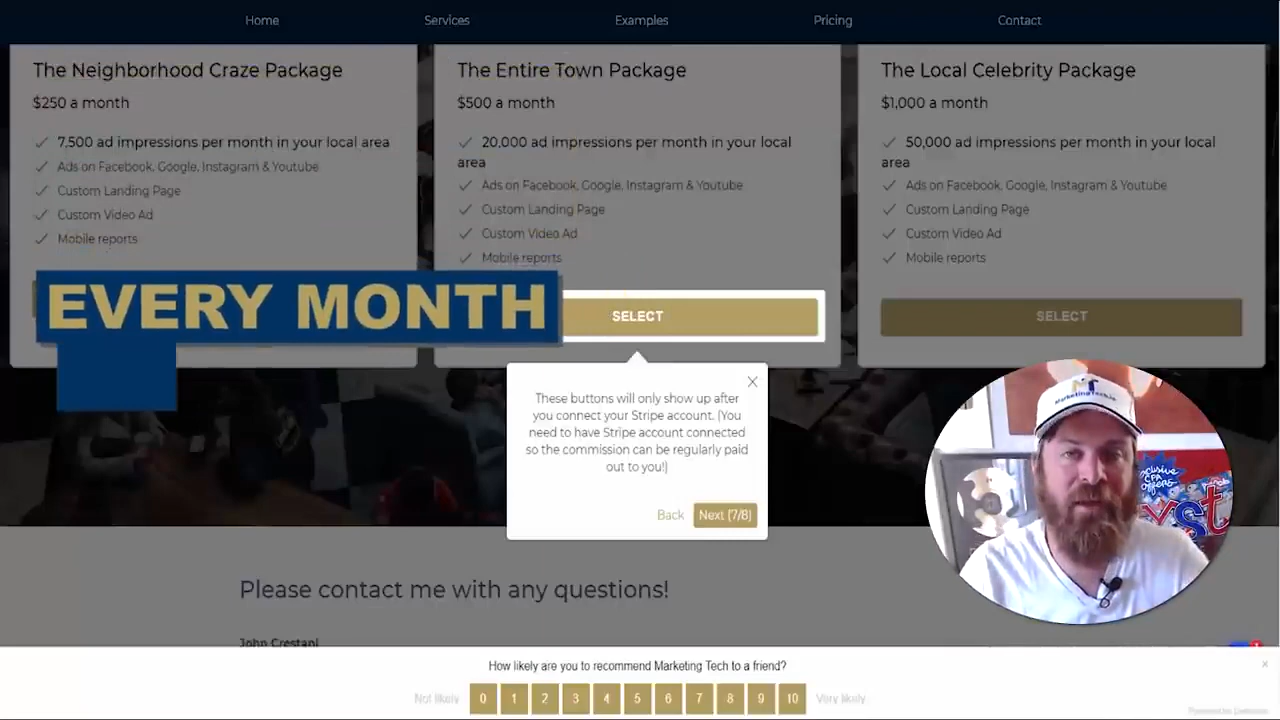 Home Services Examples Pricing Contact
The Neighborhood Craze Package
$250 a month
7,500 ad impressions per month in your local area
Ads on Facebook, Google, Instagram & Youtube
Custom Landing Page
Custom Video Ad
Mobile reports
The Entire Town Package
$500 a month
20,000 ad impressions per month in your local
area
Ads on Facebook, Google, Instagram & Youtube
Custom Landing Page
Custom Video Ad
Mobile reports
SELECT
The Local Celebrity Package
$1,000 a month
50,000 ad impressions per month in your local
area
Ads on Facebook, Google, Instagram & Youtube
Custom Landing Page
Custom Video Ad
Mobile reports
SELECT
EVERY MONTH
These buttons will only show up after
you connect your Stripe account. (You
need to have Stripe account connected
so the commission can be regularly paid
out to you!)
Back Next (7/8)
MarketingTech.io
Exclusive
CPA
offers
Please contact me with any questions!
John Crestani
How likely are you to recommend Marketing Tech to a friend?
Not likely 0 1 2 3 4 5 6 7 8 9 10 Very likely